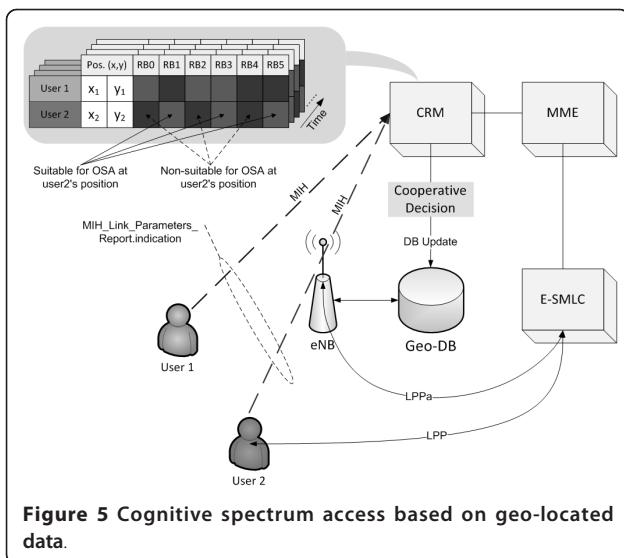 Pos. (x,y) RB0 RB1 RB2 RB3 RB4 RB5
User 1 x1 y1
User 2 x2 y2
Time
Suitable for OSA at
user2's position
Non-suitable for OSA at
user2's position
CRM
MME
MIH
MIH
Cooperative
Decision
MIH_Link_Parameters_
Report.indication
DB Update
E-SMLC
eNB
Geo-DB
User 1
LPPa
LPP
User 2
Figure 5 Cognitive spectrum access based on geo-located
data.